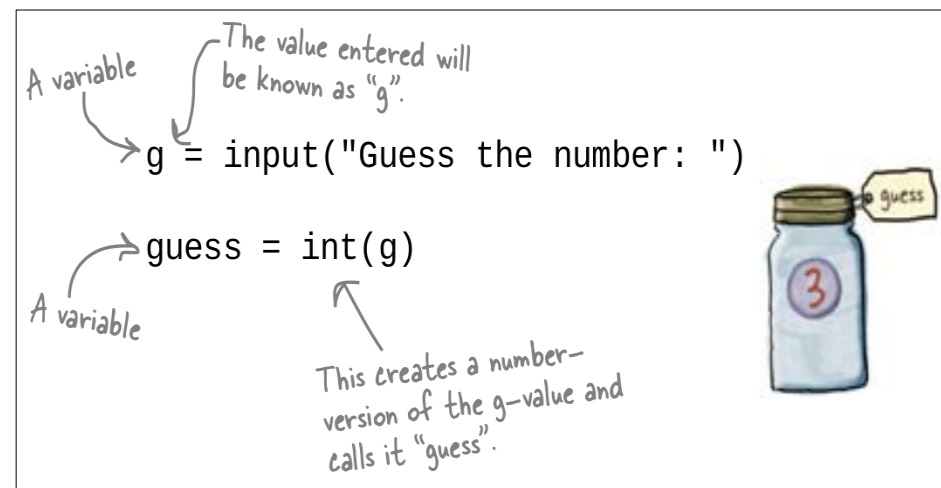 A variable
The value entered will
be known as “g”.
g = input("Guess the number: ")
guess = int(g)
A variable
This creates a number-
version of the g-value and
calls it “guess”.
guess
3